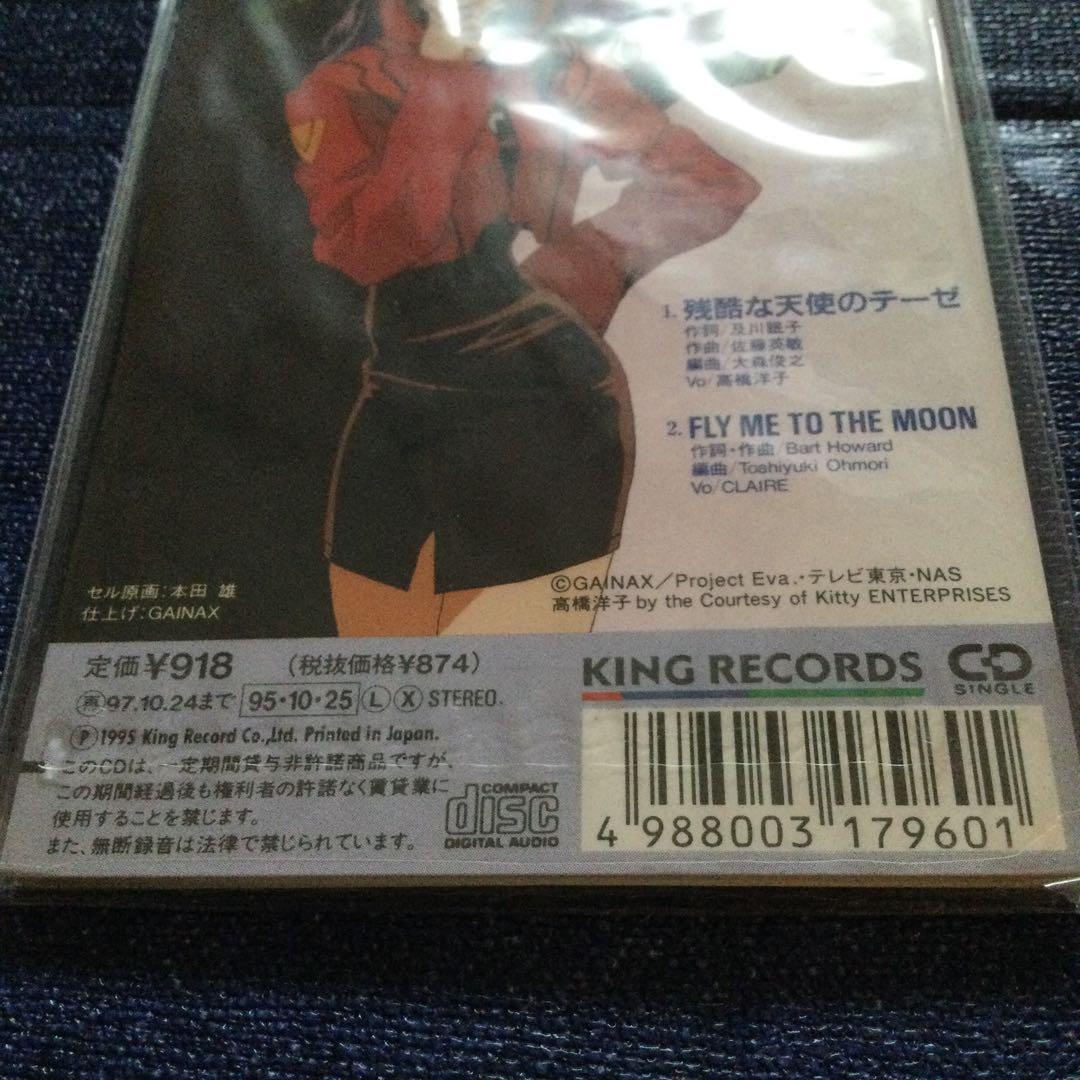 1. 残酷な天使のテーゼ
作詞/及川眠子
作曲/佐藤英敏
編曲/大森俊之
Vo/高橋洋子
2. FLY ME TO THE MOON
作詞・作曲/Bart Howard
編曲/Toshiyuki Ohmori
Vo/CLAIRE
セル原画:本田 雄
仕上げ:GAINAX
©GAINAX/Project Eva.・テレビ東京・NAS
高橋洋子 by the Courtesy of Kitty ENTERPRISES
定価¥918 (税抜価格¥874)
再97.10.24まで 95・10・25 L X STEREO
Ⓟ1995 King Record Co.,Ltd. Printed in Japan.
このCDは、一定期間貸与非許諾商品ですが、
この期間経過後も権利者の許諾なく賃貸業に
使用することを禁じます。
また、無断録音は法律で禁じられています。
COMPACT
disc
DIGITAL AUDIO
KING RECORDS
CD
SINGLE
4 988003 179601